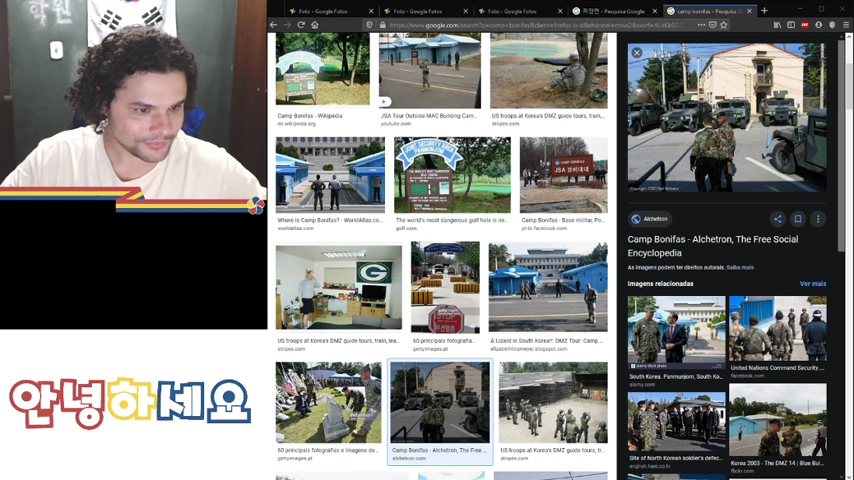 학원
안녕하세요
Foto - Google Fotos
Foto - Google Fotos
Foto - Google Fotos
Pesquisa Google
camp bonifas - Pesquisa G
Camp Bonifas - Wikipedia
en.wikipedia.org
JSA Tour Outside MAC Building Cam...
youtube.com
US troops at Korea's DMZ guide tours, train,...
stripes.com
Where is Camp Bonifas? - WorldAtlas.co...
worldatlas.com
The world's most dangerous golf hole is ne...
golf.com
Camp Bonifas - Base militar, Po...
pt-br.facebook.com
US troops at Korea's DMZ guide tours, train, lea...
stripes.com
60 principais fotografia...
gettyimages.pt
A Lizard in South Korea!: DMZ Tour: Camp ...
60 principais fotografias e imagens de...
gettyimages.pt
Camp Bonifas - Alchetron, The Free ...
alchetron.com
US troops at Korea's DMZ guide tours, tr...
stripes.com
Alchetron
Camp Bonifas - Alchetron, The Free Social
Encyclopedia
As imagens podem ter direitos autorais. Saiba mais
Imagens relacionadas
Ver mais
South Korea, Panmunjom, South Ko...
alamy.com
United Nations Command Security...
facebook.com
Site of North Korean soldier's defec...
english.hani.co.kr
Korea 2003 - The DMZ 14 | Blue Bui...
flickr.com